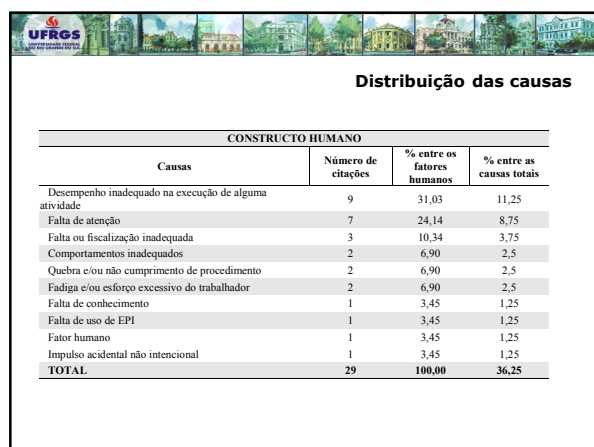 UFRGS
UNIVERSIDADE FEDERAL
DO RIO GRANDE DO SUL
Distribuição das causas
CONSTRUCTO HUMANO
Causas
Número de
citações
% entre os
fatores
humanos
% entre as
causas totais
Desempenho inadequado na execução de alguma
atividade 9 31,03 11,25
Falta de atenção 7 24,14 8,75
Falta ou fiscalização inadequada 3 10,34 3,75
Comportamentos inadequados 2 6,90 2,5
Quebra e/ou não cumprimento de procedimento 2 6,90 2,5
Fadiga e/ou esforço excessivo do trabalhador 2 6,90 2,5
Falta de conhecimento 1 3,45 1,25
Falta de uso de EPI 1 3,45 1,25
Fator humano 1 3,45 1,25
Impulso acidental não intencional 1 3,45 1,25
TOTAL 29 100,00 36,25